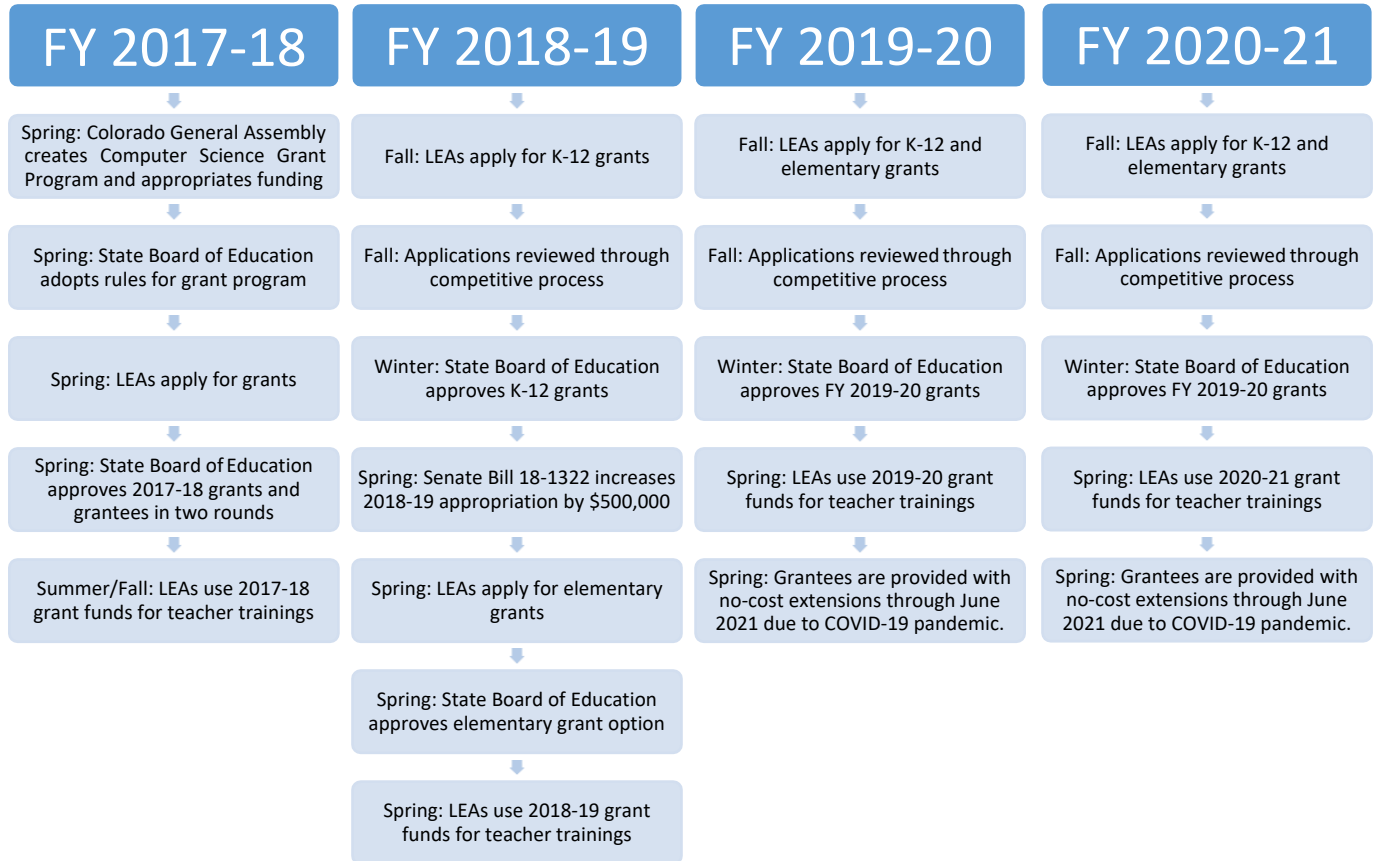 FY 2017-18
Spring: Colorado General Assembly
creates Computer Science Grant
Program and appropriates funding
Spring: State Board of Education
adopts rules for grant program
Spring: LEAs apply for grants
Spring: State Board of Education
approves 2017-18 grants and
grantees in two rounds
Summer/Fall: LEAs use 2017-18
grant funds for teacher trainings
FY 2018-19
Fall: LEAs apply for K-12 grants
Fall: Applications reviewed through
competitive process
Winter: State Board of Education
approves K-12 grants
Spring: Senate Bill 18-1322 increases
2018-19 appropriation by $500,000
Spring: LEAs apply for elementary
grants
Spring: State Board of Education
approves elementary grant option
Spring: LEAs use 2018-19 grant
funds for teacher trainings
FY 2019-20
Fall: LEAs apply for K-12 and
elementary grants
Fall: Applications reviewed through
competitive process
Winter: State Board of Education
approves FY 2019-20 grants
Spring: LEAs use 2019-20 grant
funds for teacher trainings
Spring: Grantees are provided with
no-cost extensions through June
2021 due to COVID-19 pandemic.
FY 2020-21
Fall: LEAs apply for K-12 and
elementary grants
Fall: Applications reviewed through
competitive process
Winter: State Board of Education
approves FY 2019-20 grants
Spring: LEAs use 2020-21 grant
funds for teacher trainings
Spring: Grantees are provided with
no-cost extensions through June
2021 due to COVID-19 pandemic.